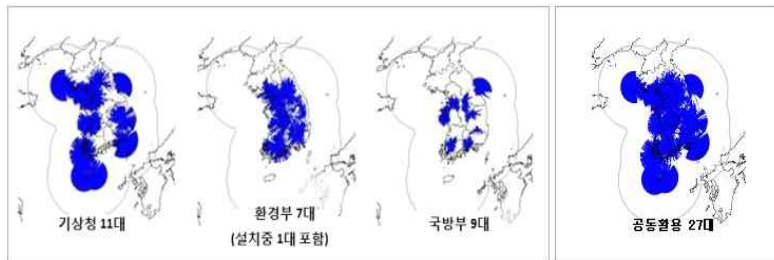 기상청 11대
환경부 7대
(설치중 1대 포함)
국방부 9대
공동활용 27대